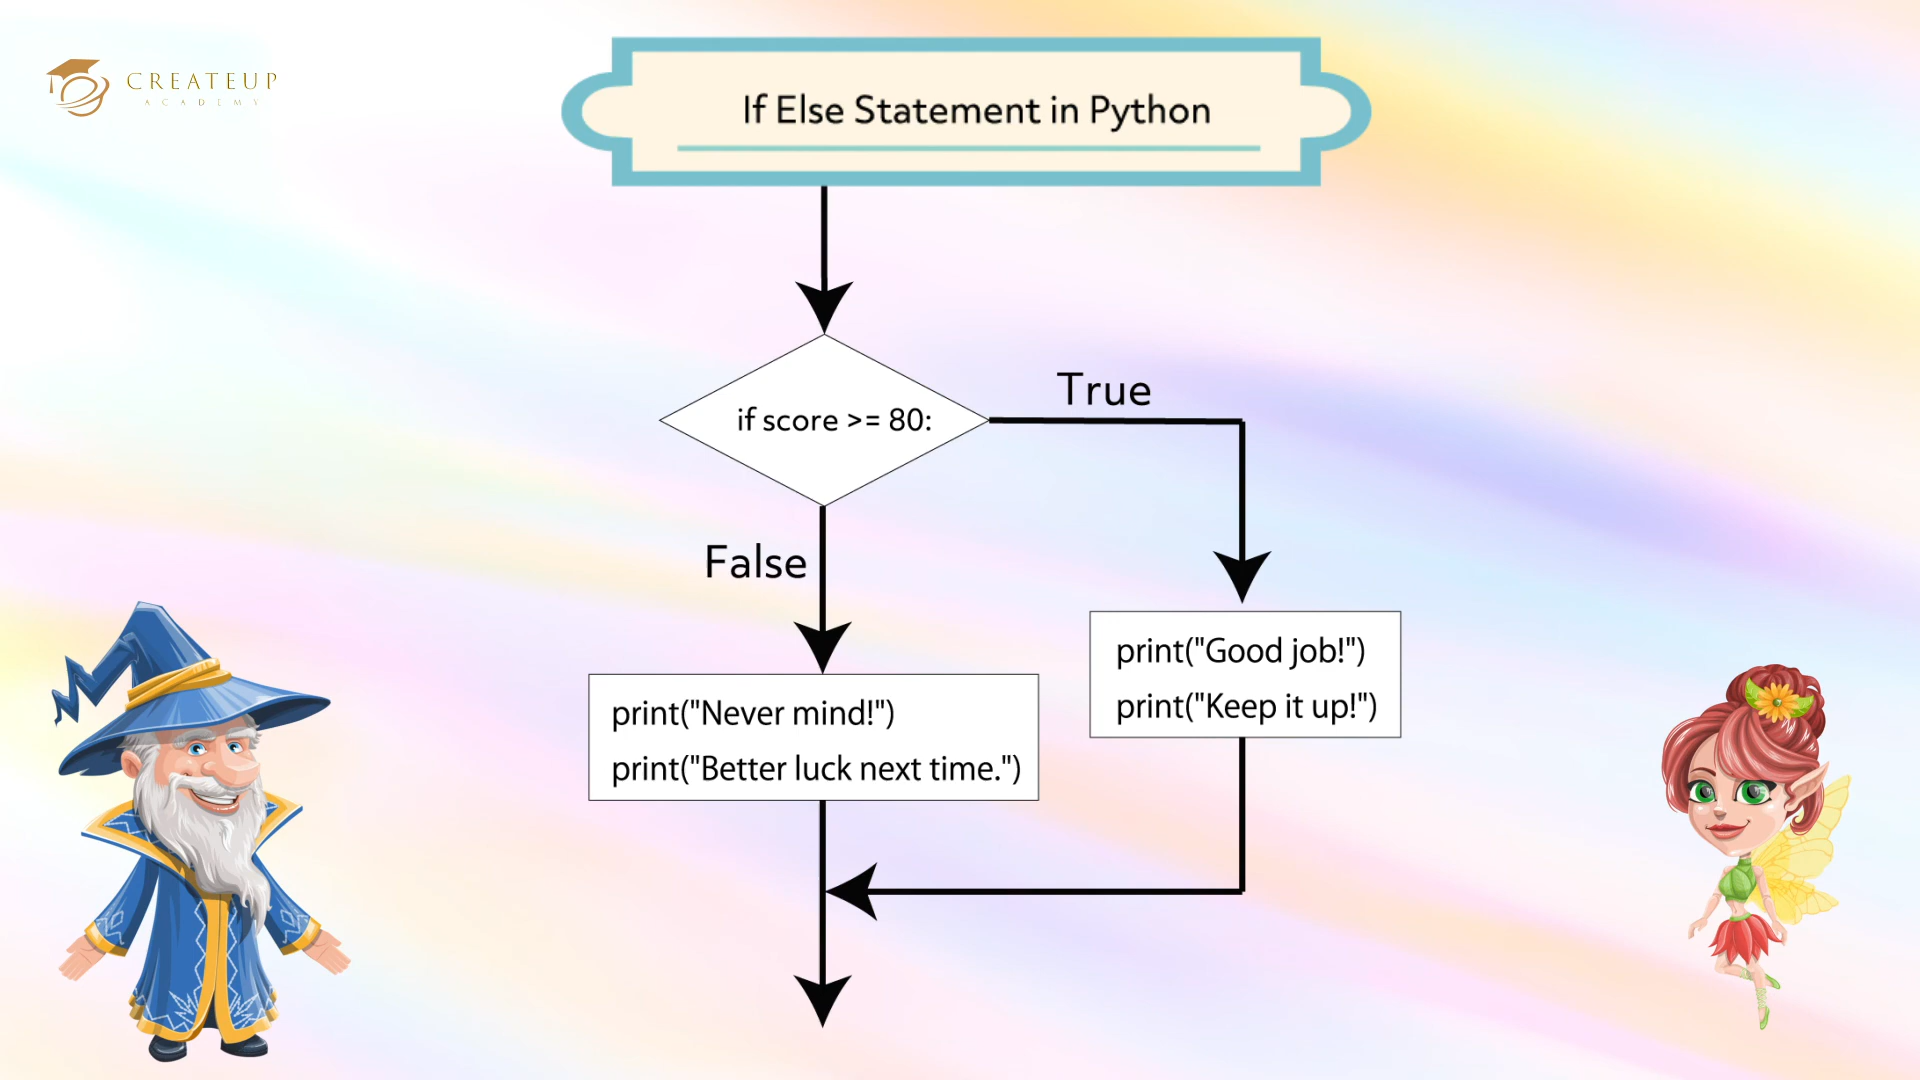 CREATEUP
ACADEMY
If Else Statement in Python
if score >= 80:
True
False
print("Good job!")
print("Keep it up!")
print("Never mind!")
print("Better luck next time.")